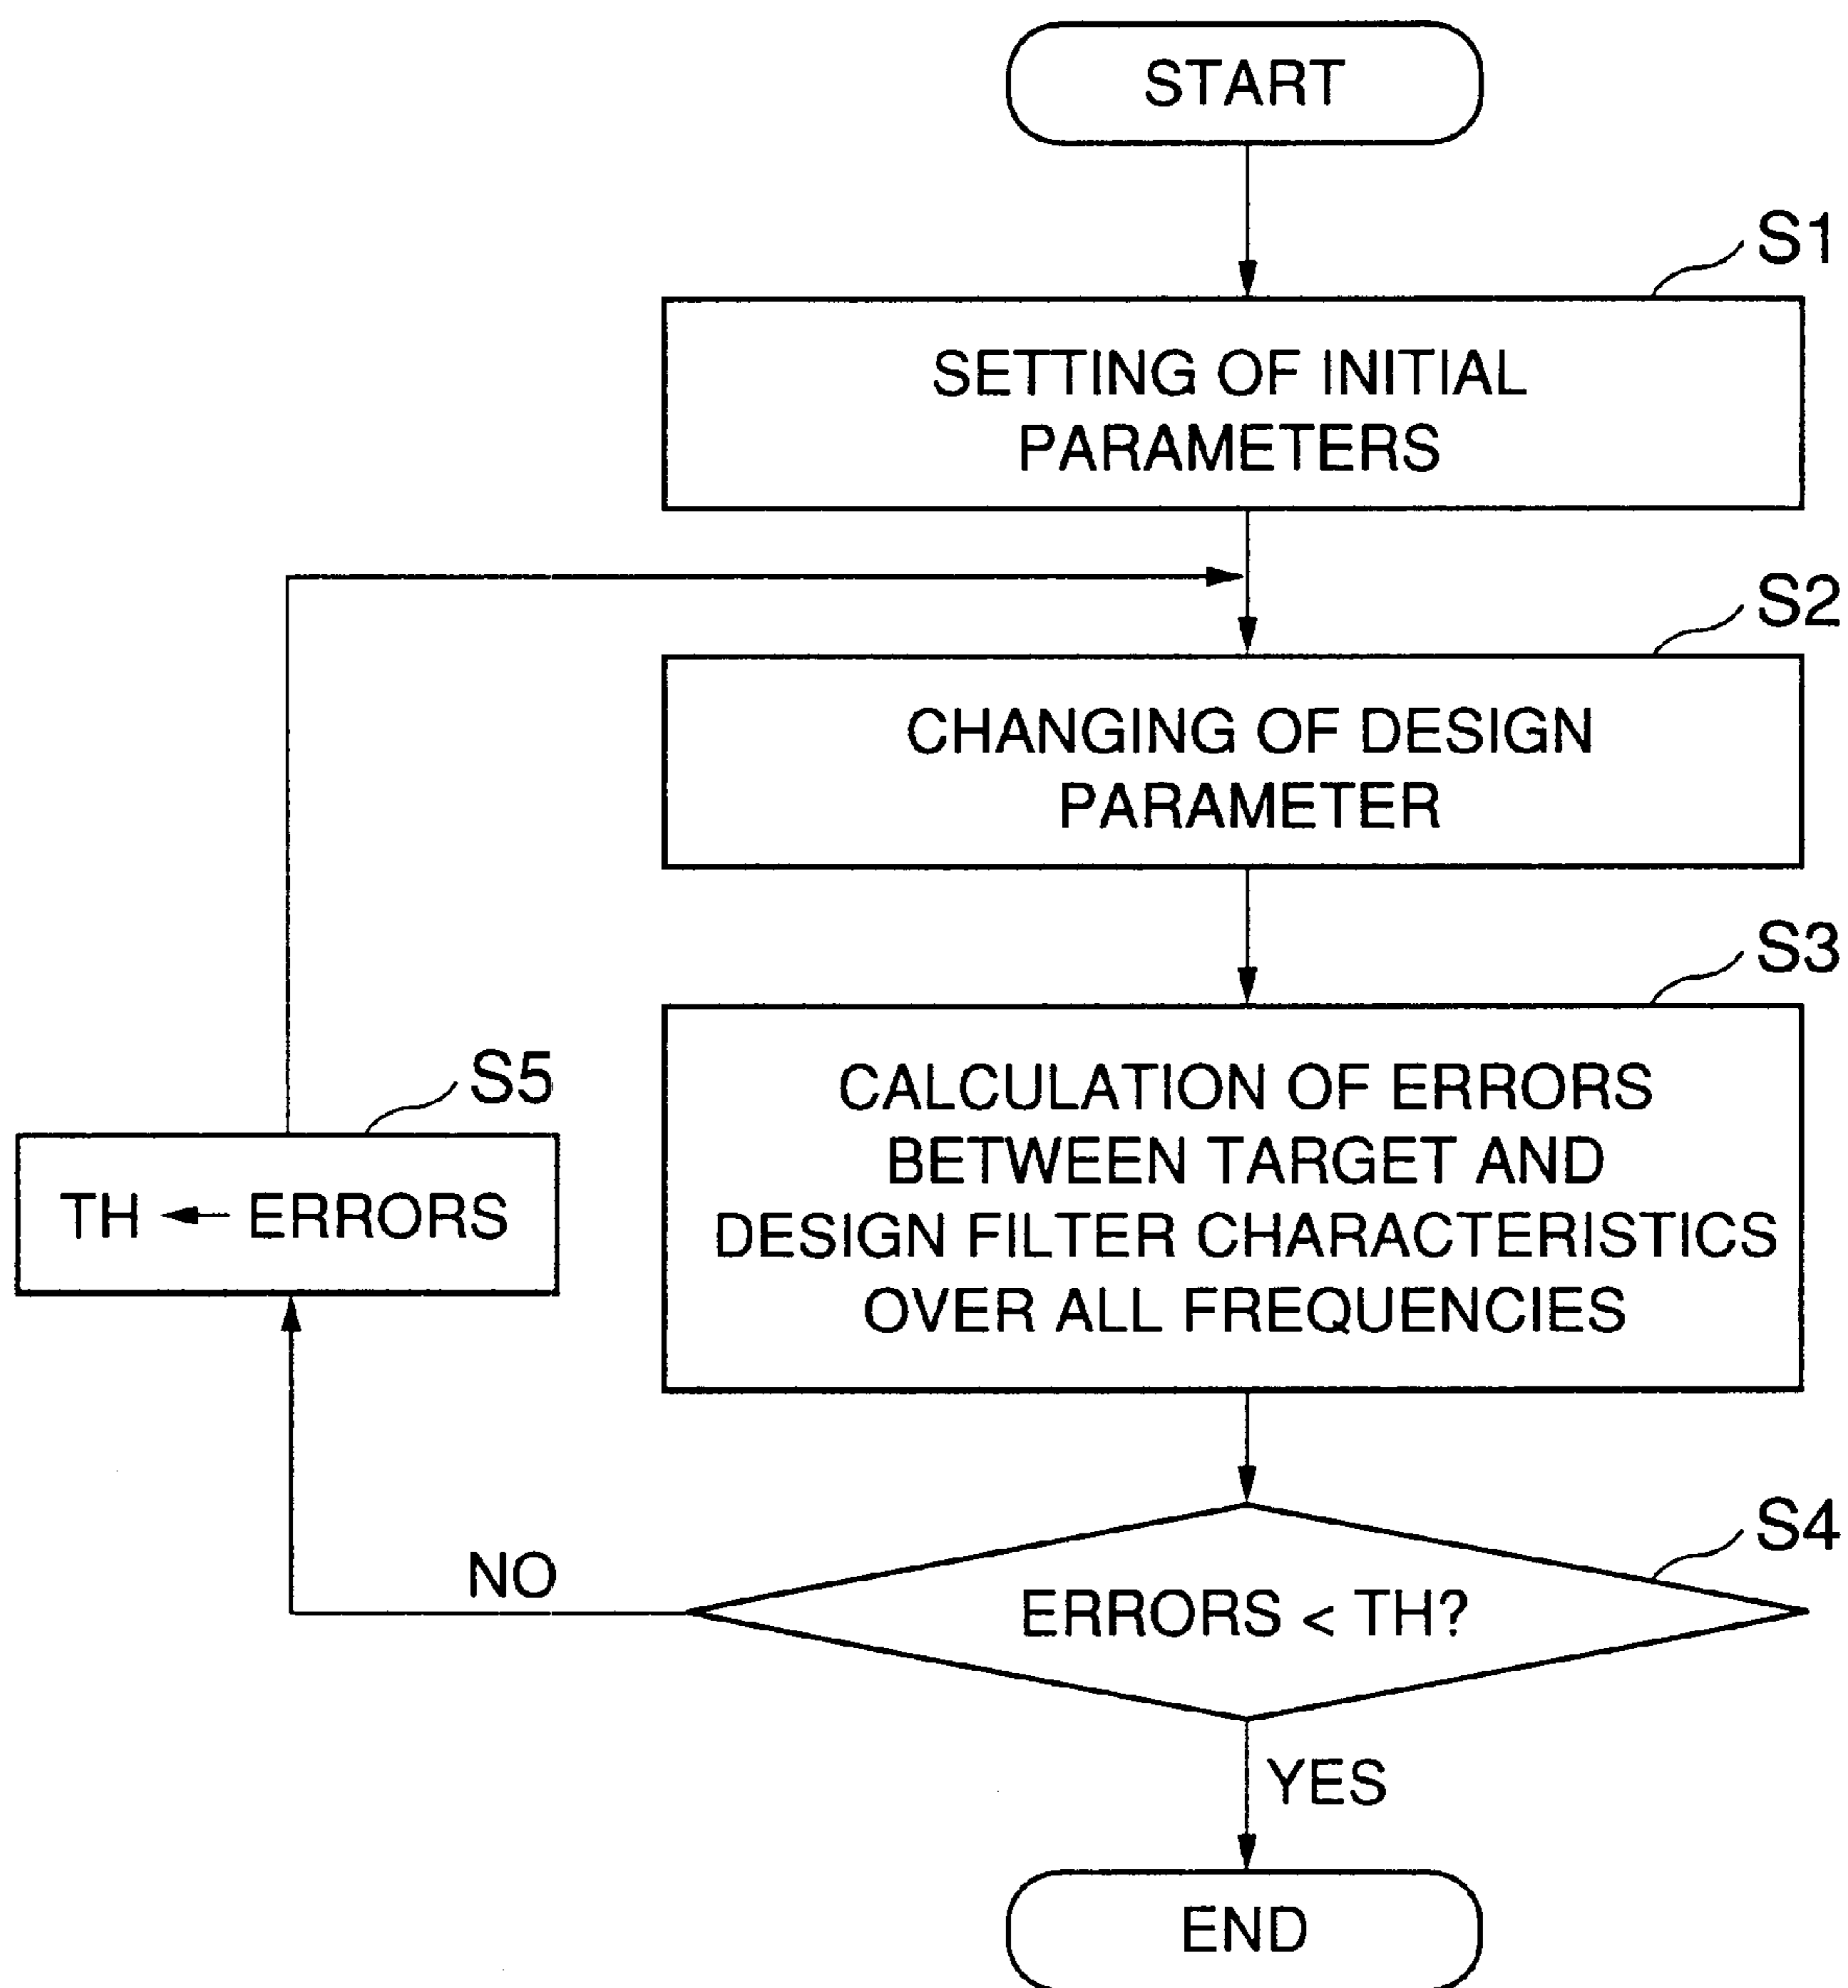 START
S1
SETTING OF INITIAL
PARAMETERS
S2
CHANGING OF DESIGN
PARAMETER
S3
CALCULATION OF ERRORS
BETWEEN TARGET AND
DESIGN FILTER CHARACTERISTICS
OVER ALL FREQUENCIES
S5
TH ← ERRORS
S4
ERRORS < TH?
NO
YES
END